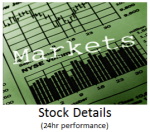 Markets
Stock Details
(24hr performance)